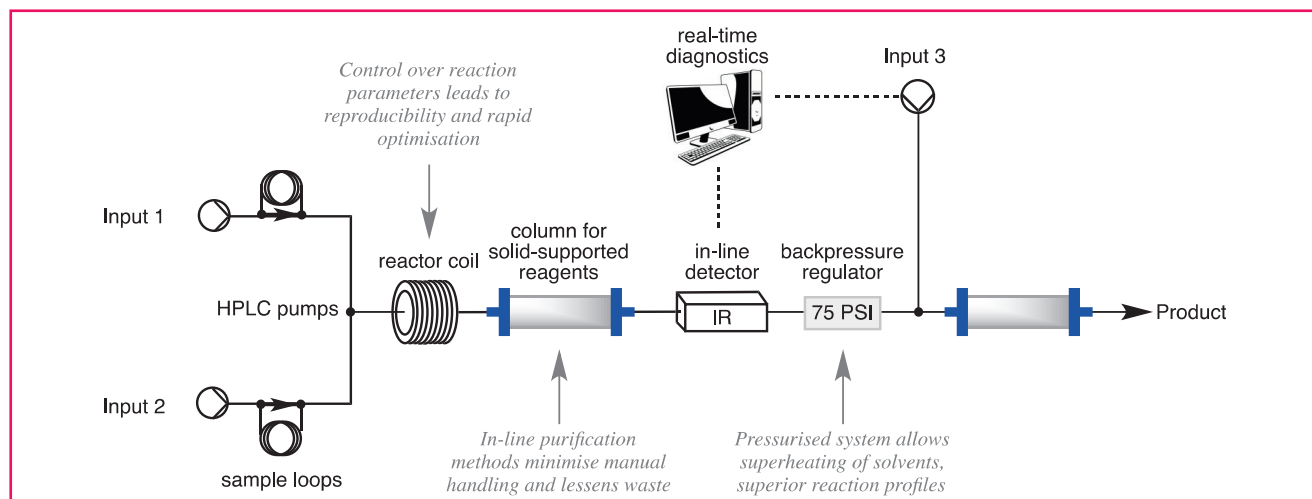 real-time
diagnostics
Input 3
Control over reaction
parameters leads to
reproducibility and rapid
optimisation
Input 1
column for
solid-supported
reagents
in-line
detector
backpressure
regulator
reactor coil
HPLC pumps
IR
75 PSI
Product
Input 2
sample loops
In-line purification
methods minimise manual
handling and lessens waste
Pressurised system allows
superheating of solvents,
superior reaction profiles